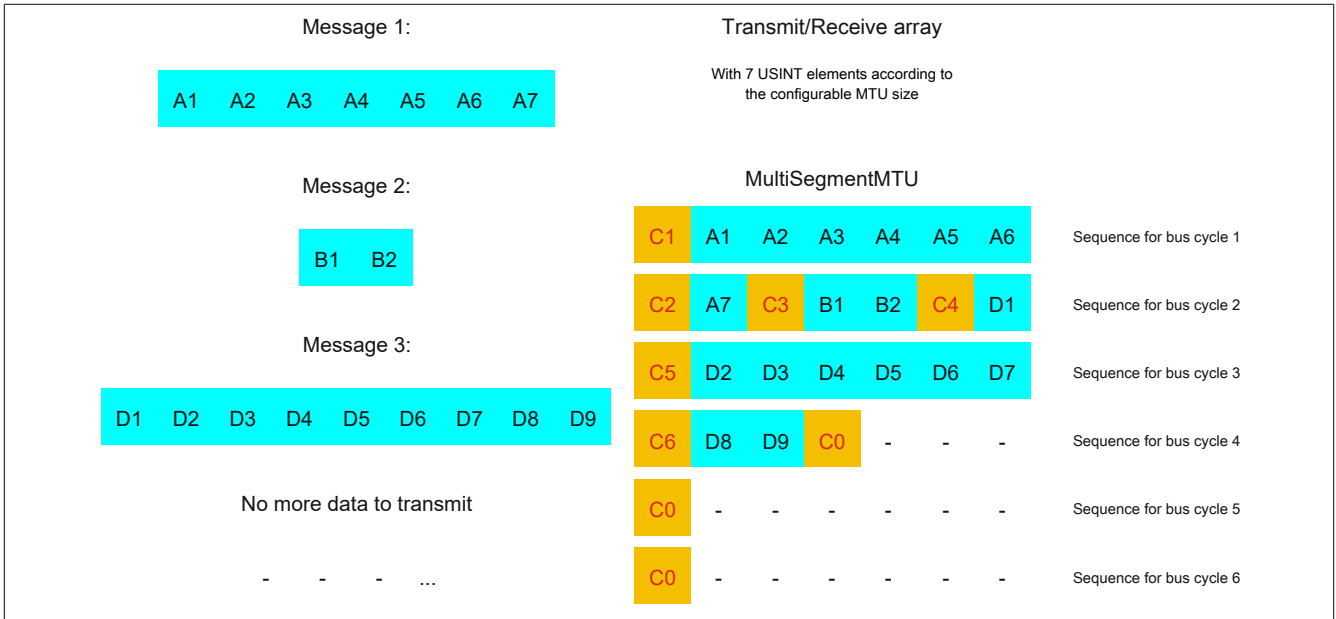 Message 1:
A1 A2 A3 A4 A5 A6 A7
Message 2:
B1 B2
Message 3:
D1 D2 D3 D4 D5 D6 D7 D8 D9
No more data to transmit
- - - ...
Transmit/Receive array
With 7 USINT elements according to
the configurable MTU size
MultiSegmentMTU
C1 A1 A2 A3 A4 A5 A6 Sequence for bus cycle 1
C2 A7 C3 B1 B2 C4 D1 Sequence for bus cycle 2
C5 D2 D3 D4 D5 D6 D7 Sequence for bus cycle 3
C6 D8 D9 C0 - - - Sequence for bus cycle 4
C0 - - - - - - Sequence for bus cycle 5
C0 - - - - - - Sequence for bus cycle 6